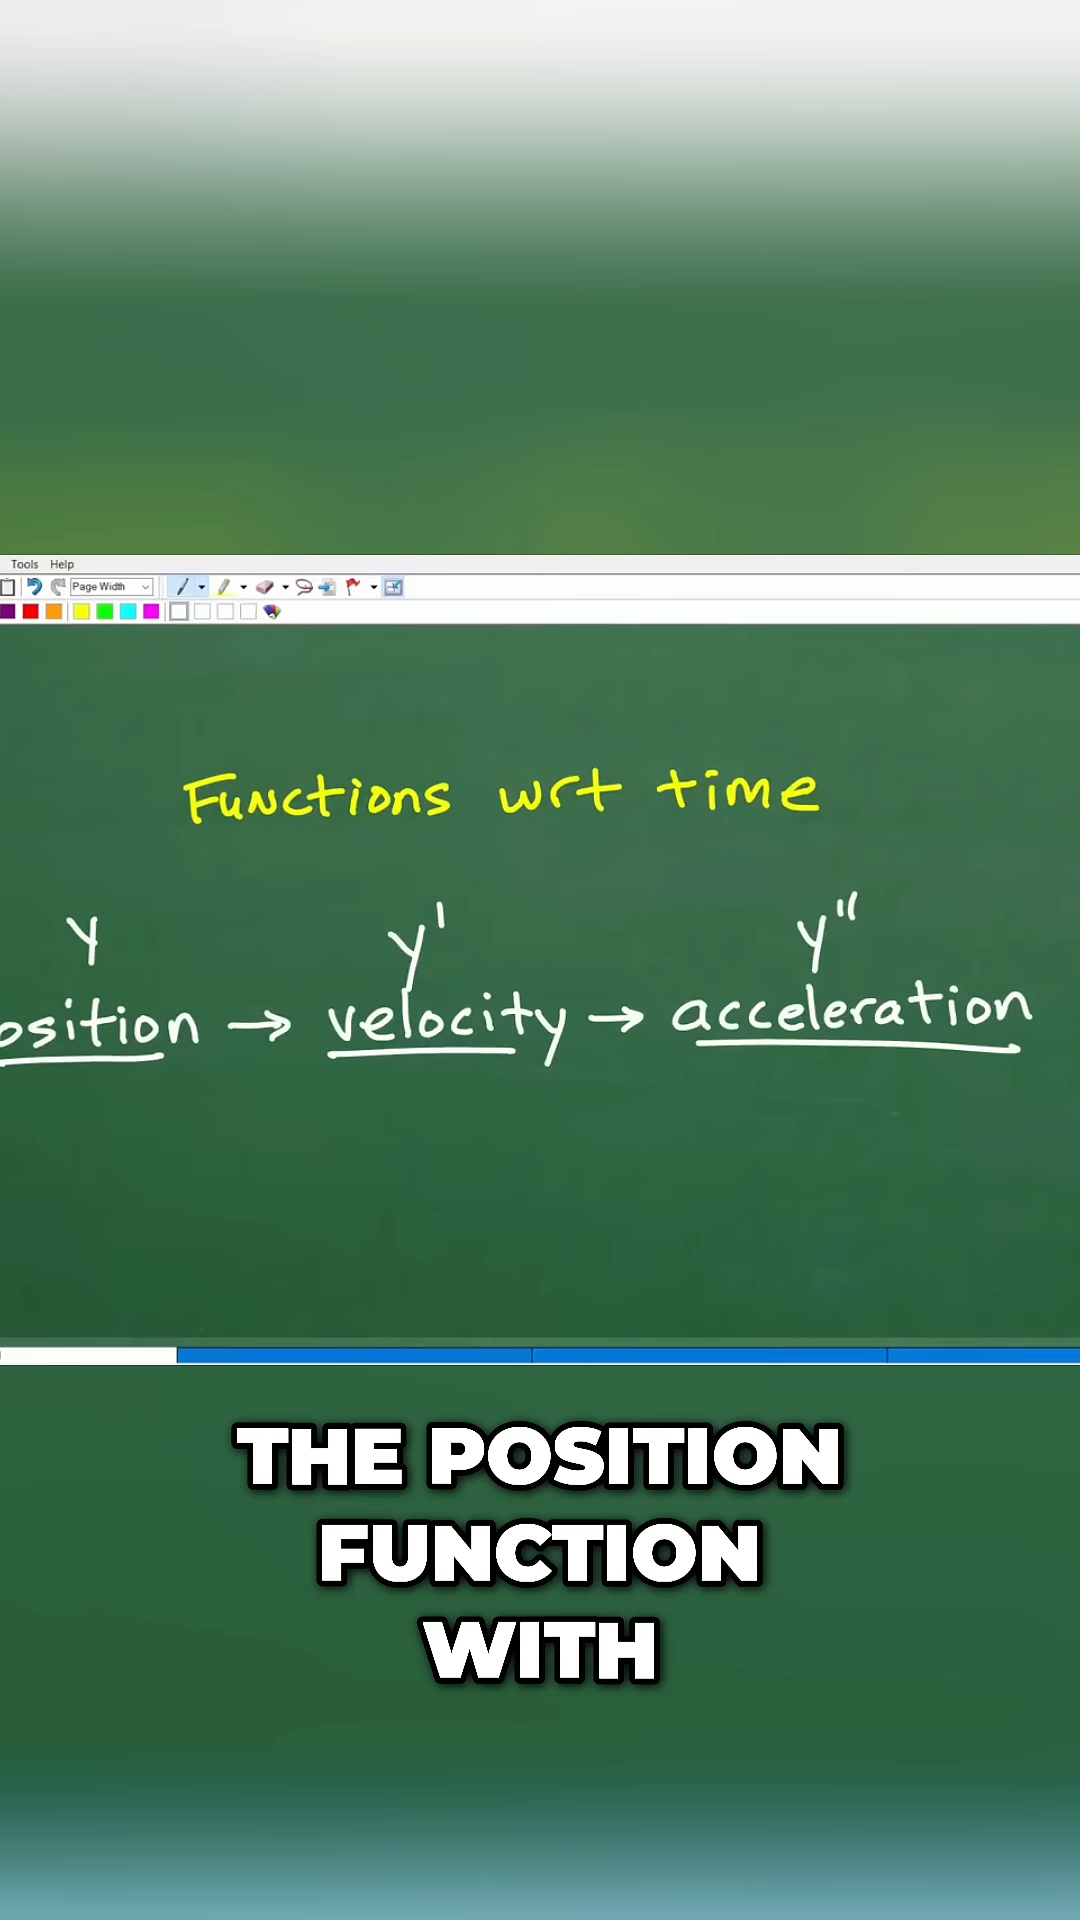 Tools Help
Page Width
Functions wrt time
y y' y"
osition → velocity → acceleration
THE POSITION
FUNCTION
WITH